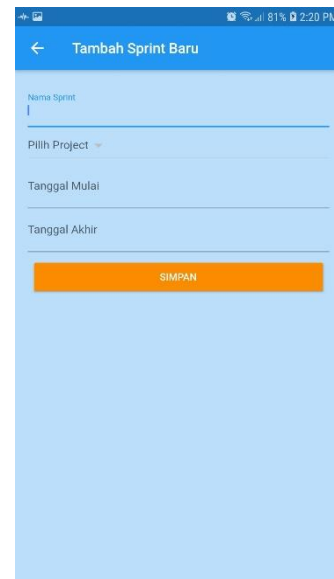 81% 2:20 PM
Tambah Sprint Baru
Nama Sprint
Pilih Project
Tanggal Mulai
Tanggal Akhir
SIMPAN